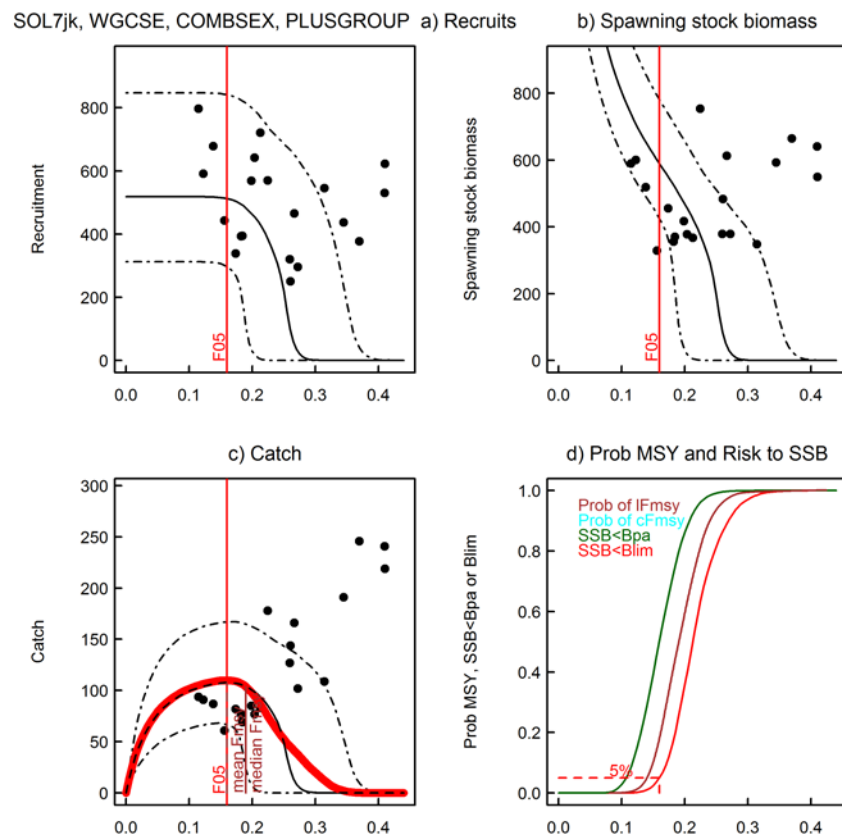 SOL7jk, WGCSE, COMBSEX, PLUSGROUP a) Recruits
b) Spawning stock biomass
Recruitment
800
600
400
200
0
F05
0.0 0.1 0.2 0.3 0.4
Spawning stock biomass
800
600
400
200
0
F05
0.0 0.1 0.2 0.3 0.4
c) Catch
Catch
300
250
200
150
100
50
0
F05
mean
median
0.0 0.1 0.2 0.3 0.4
d) Prob MSY and Risk to SSB
Prob MSY, SSB<Bpa or Blim
1.0
0.8
0.6
0.4
0.2
0.0
Prob of lFmsy
Prob of cFmsy
SSB<Bpa
SSB<Blim
5%
0.0 0.1 0.2 0.3 0.4